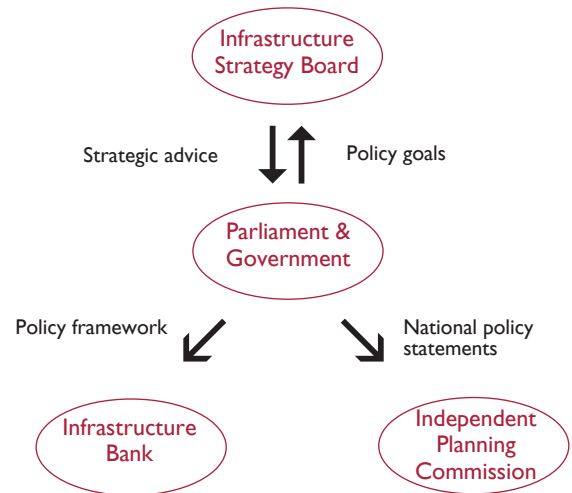 Infrastructure
Strategy Board
Strategic advice
Policy goals
Parliament &
Government
Policy framework
National policy
statements
Infrastructure
Bank
Independent
Planning
Commission